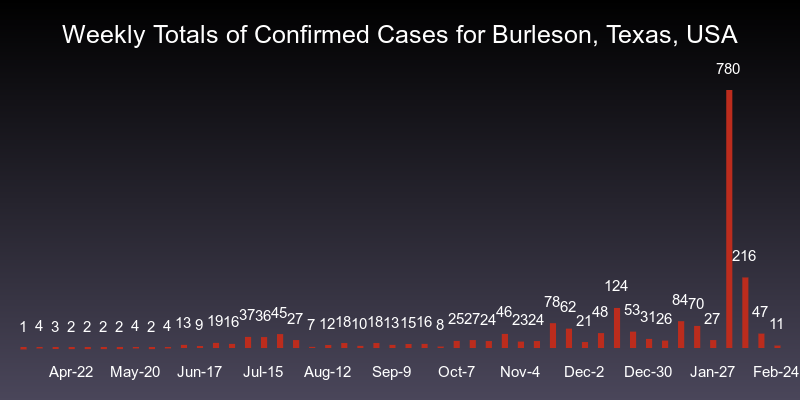 Weekly Totals of Confirmed Cases for Burleson, Texas, USA
780
216
124
1 4 3 2 2 2 2 4 2 4 13 9 19 16 37 36 45 27 7 12 18 10 18 13 15 16 8 25 27 24 46 23 24 78 62 21 48 53 31 26 84 70 27 47 11
Apr-22 May-20 Jun-17 Jul-15 Aug-12 Sep-9 Oct-7 Nov-4 Dec-2 Dec-30 Jan-27 Feb-24